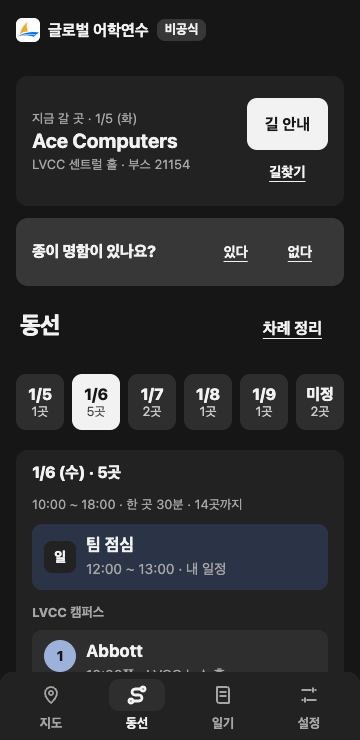 글로벌 어학연수 비공식
지금 갈 곳 · 1/5 (화)
Ace Computers
LVCC 센트럴 홀 · 부스 21154
길 안내
길찾기
종이 명함이 있나요? 있다 없다
동선 차례 정리
1/5 1/6 1/7 1/8 1/9 미정
1곳 5곳 2곳 1곳 1곳 2곳
1/6 (수) · 5곳
10:00 ~ 18:00 · 한 곳 30분 · 14곳까지
일 팀 점심
12:00 ~ 13:00 · 내 일정
LVCC 캠퍼스
1 Abbott
지도 동선 일기 설정